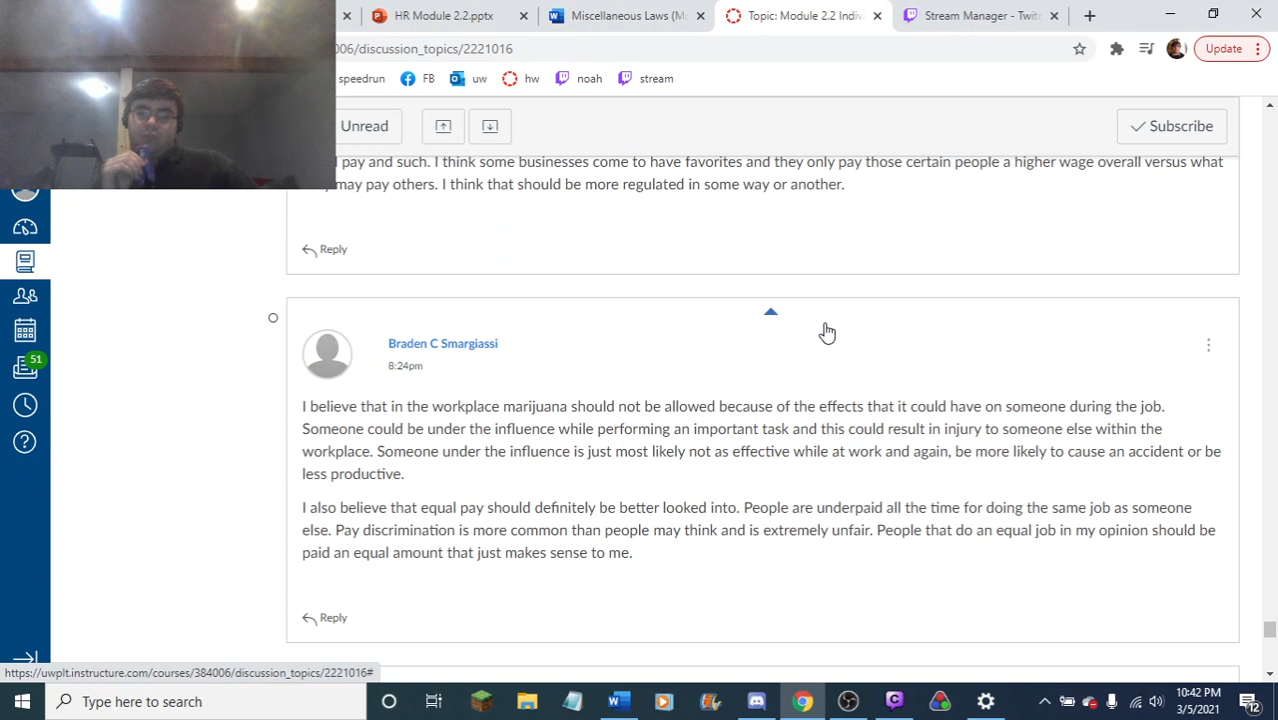 HR Module 2.2.pptx
Miscellaneous Laws (Mo
Topic: Module 2.2 Indiv
Stream Manager - Twitc
006/discussion_topics/2221016
Update
speedrun
FB
uw
hw
noah
stream
Unread
Subscribe
pay and such. I think some businesses come to have favorites and they only pay those certain people a higher wage overall versus what
may pay others. I think that should be more regulated in some way or another.
Reply
Braden C Smargiassi
8:24pm
I believe that in the workplace marijuana should not be allowed because of the effects that it could have on someone during the job.
Someone could be under the influence while performing an important task and this could result in injury to someone else within the
workplace. Someone under the influence is just most likely not as effective while at work and again, be more likely to cause an accident or be
less productive.
I also believe that equal pay should definitely be better looked into. People are underpaid all the time for doing the same job as someone
else. Pay discrimination is more common than people may think and is extremely unfair. People that do an equal job in my opinion should be
paid an equal amount that just makes sense to me.
51
Reply
https://uwplt.instructure.com/courses/384006/discussion_topics/2221016#
Type here to search
10:42 PM
3/5/2021
12